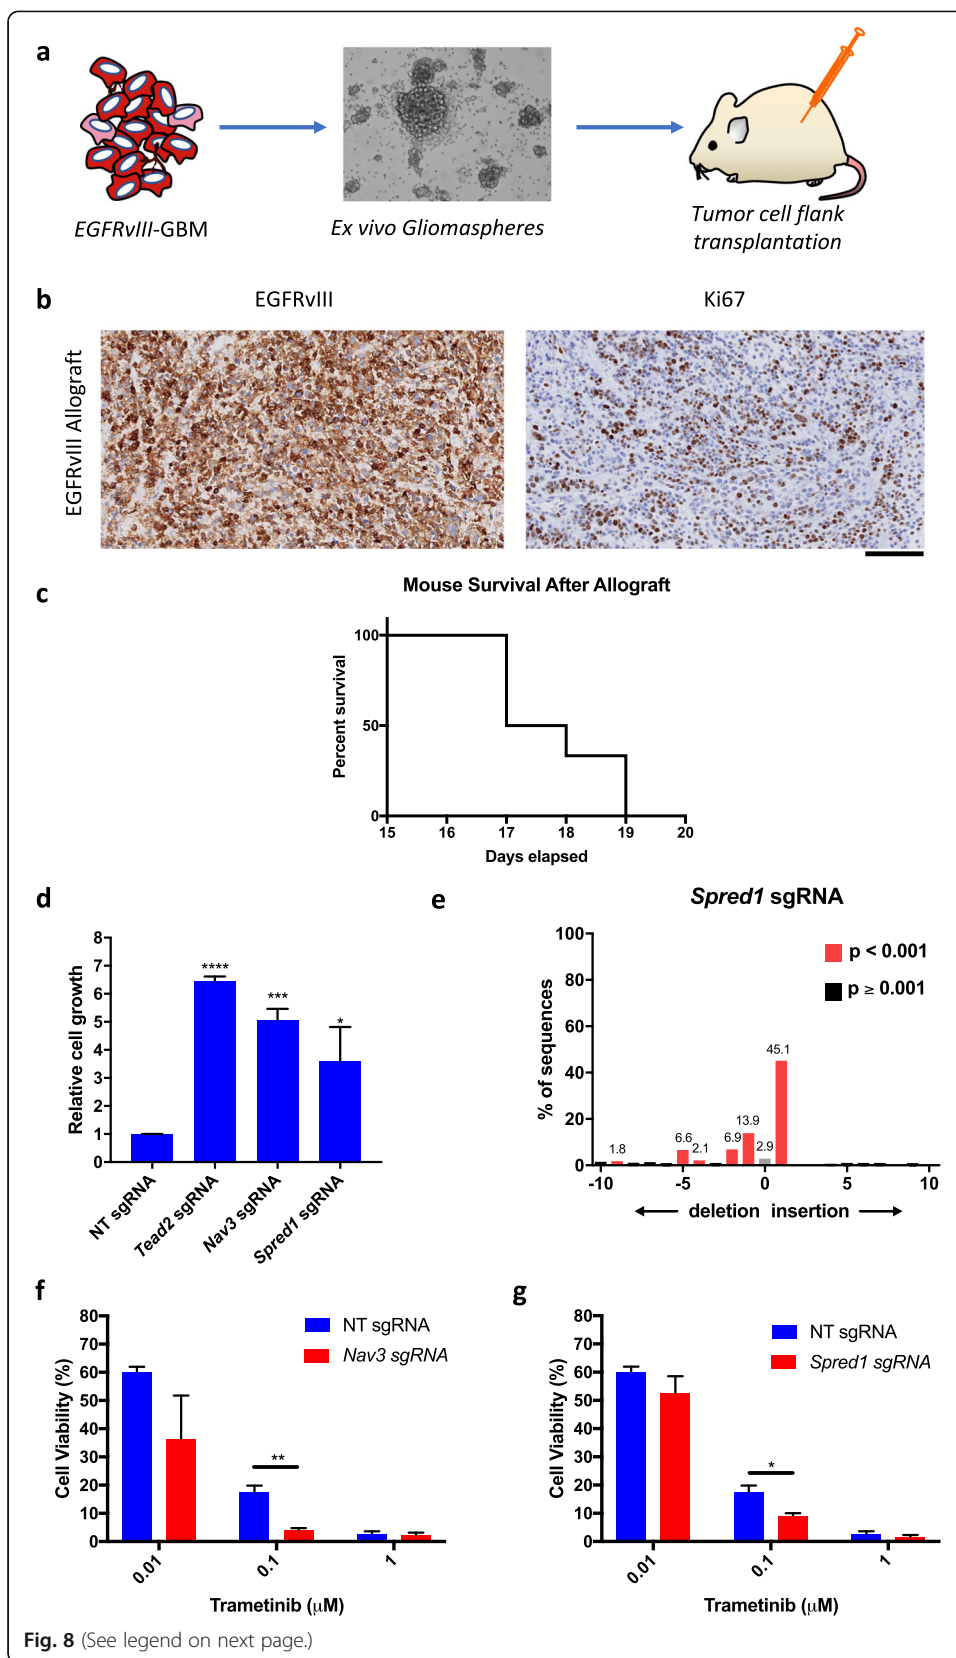 a
EGFRvIII-GBM
Ex vivo Gliomaspheres
Tumor cell flank
transplantation
b
EGFRvIII
Ki67
EGFRvIII Allograft
c
Mouse Survival After Allograft
Percent survival
100
50
0
15 16 17 18 19 20
Days elapsed
d
Relative cell growth
8
7
6
5
4
3
2
1
0
****
***
*
NT sgRNA
Tead2 sgRNA
Nav3 sgRNA
Spred1 sgRNA
e
Spred1 sgRNA
% of sequences
100
80
60
40
20
0
p < 0.001
p ≥ 0.001
1.8
6.6
2.1
6.9
13.9
2.9
45.1
-10 -5 0 5 10
deletion insertion
f
Cell Viability (%)
80
70
60
50
40
30
20
10
0
NT sgRNA
Nav3 sgRNA
**
0.01 0.1 1
Trametinib (μM)
g
Cell Viability (%)
80
70
60
50
40
30
20
10
0
NT sgRNA
Spred1 sgRNA
*
0.01 0.1 1
Trametinib (μM)
Fig. 8 (See legend on next page.)